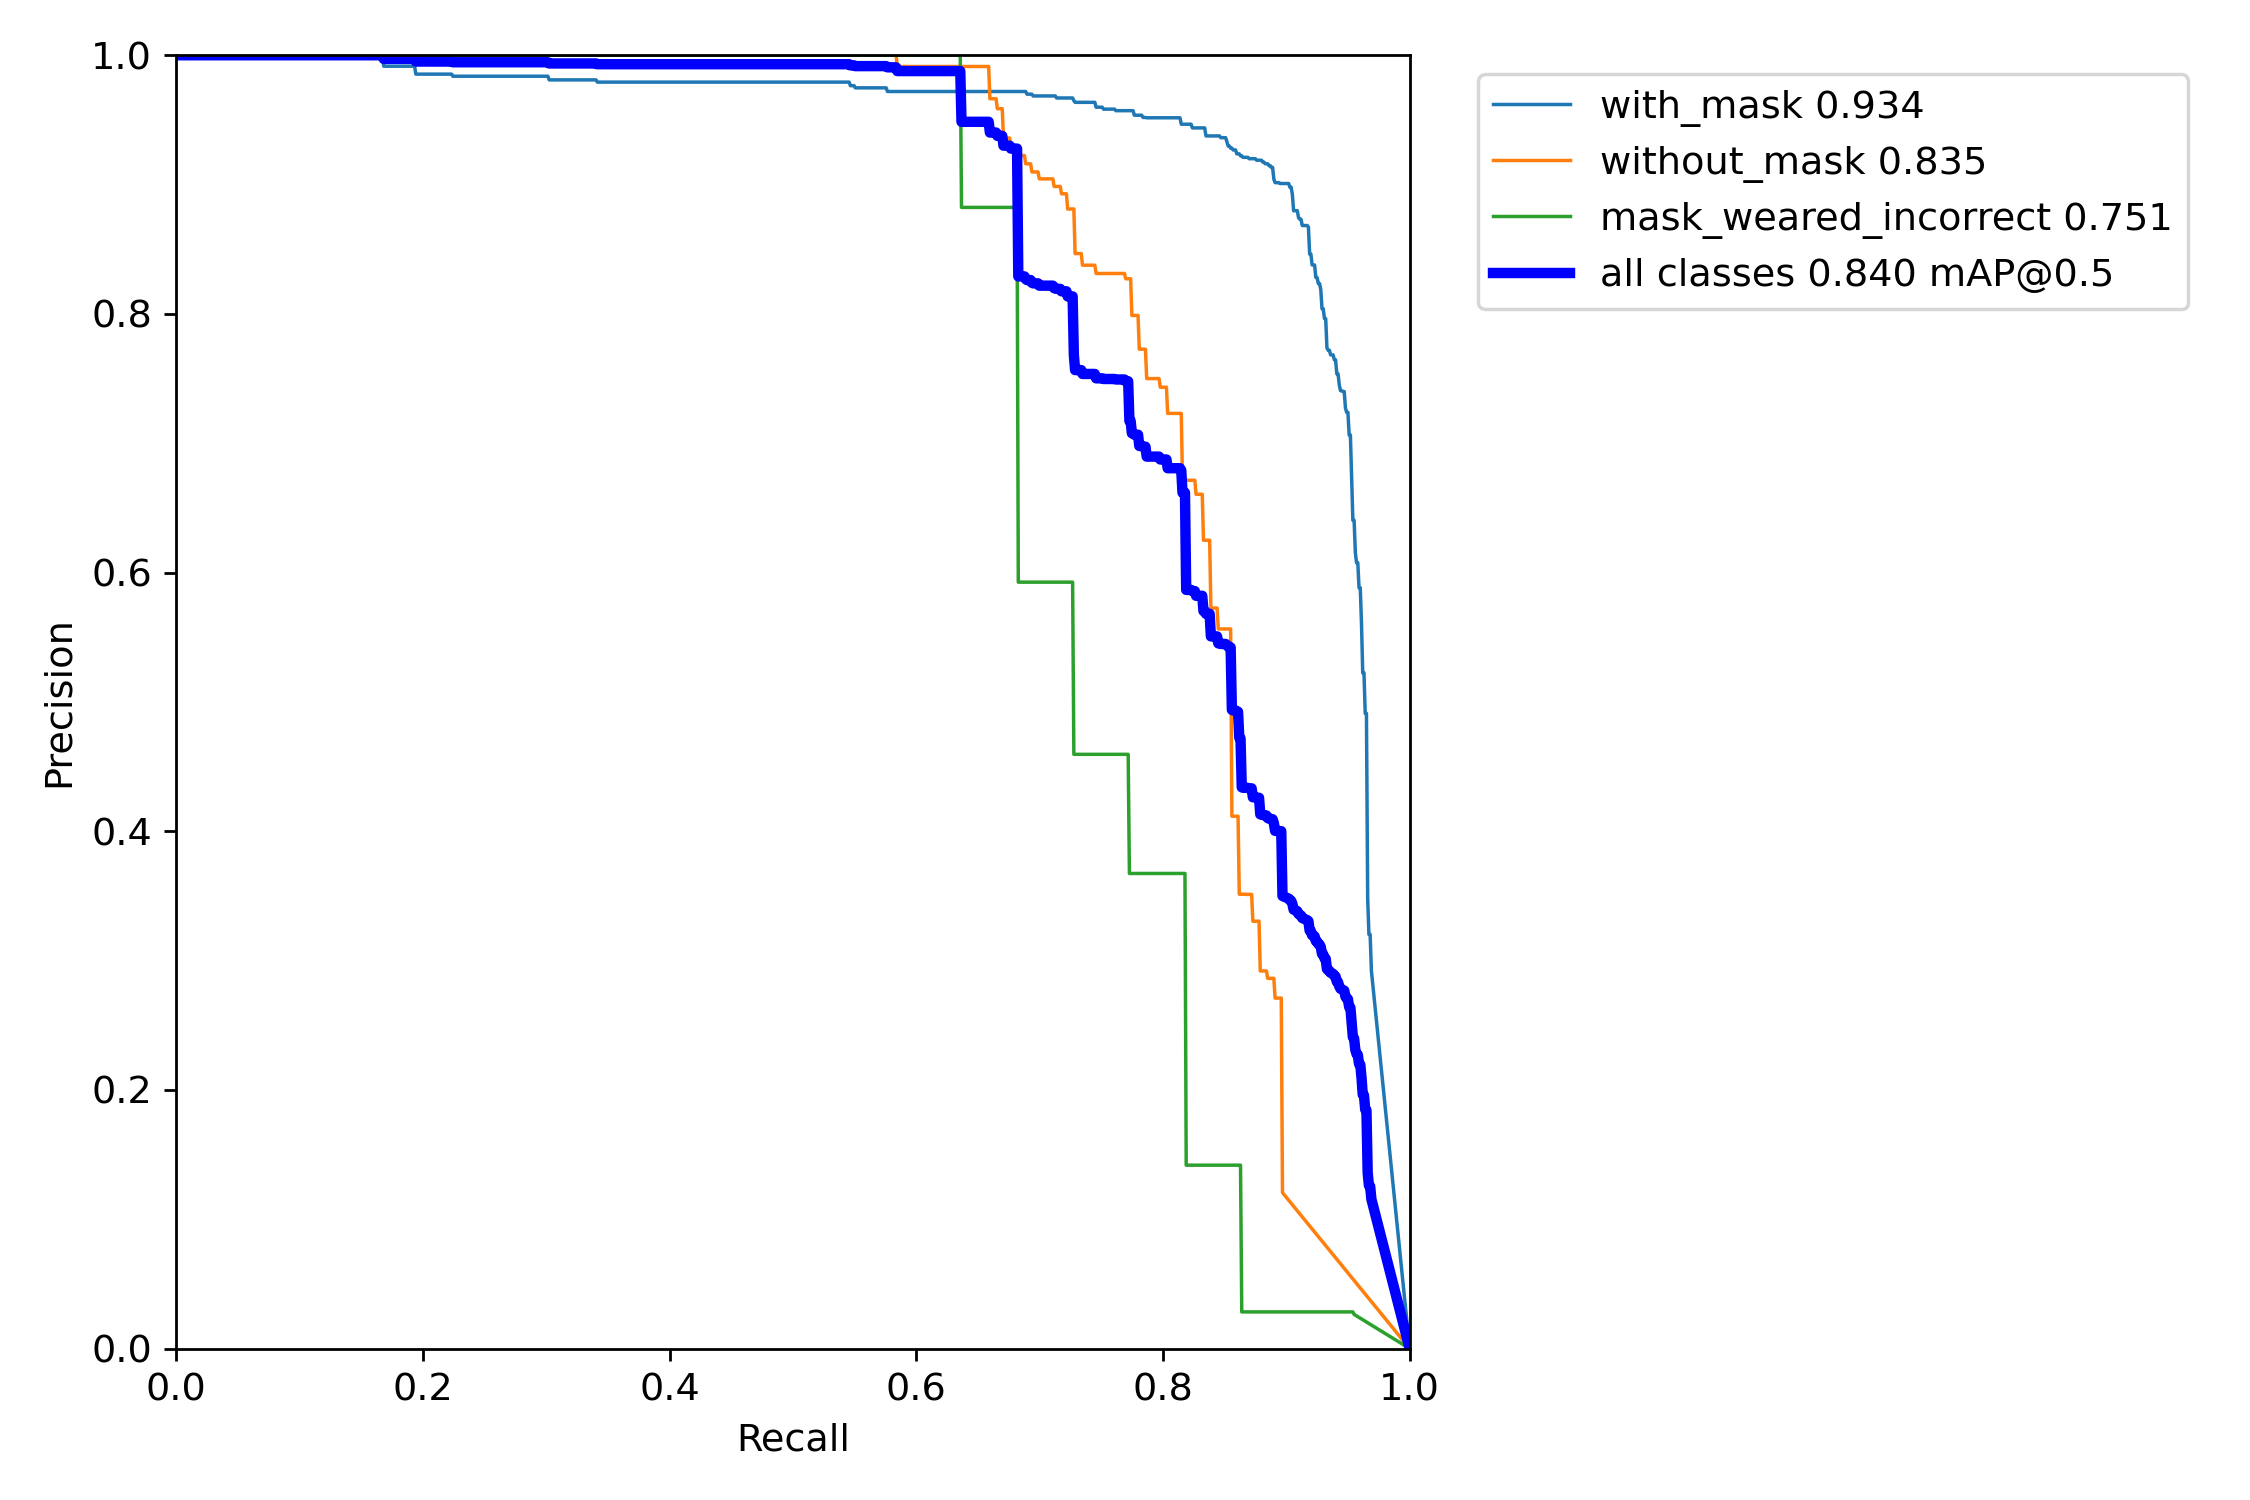 1.0
0.8
0.6
0.4
0.2
0.0
Precision
0.0 0.2 0.4 0.6 0.8 1.0
Recall
with_mask 0.934
without_mask 0.835
mask_weared_incorrect 0.751
all classes 0.840 mAP@0.5